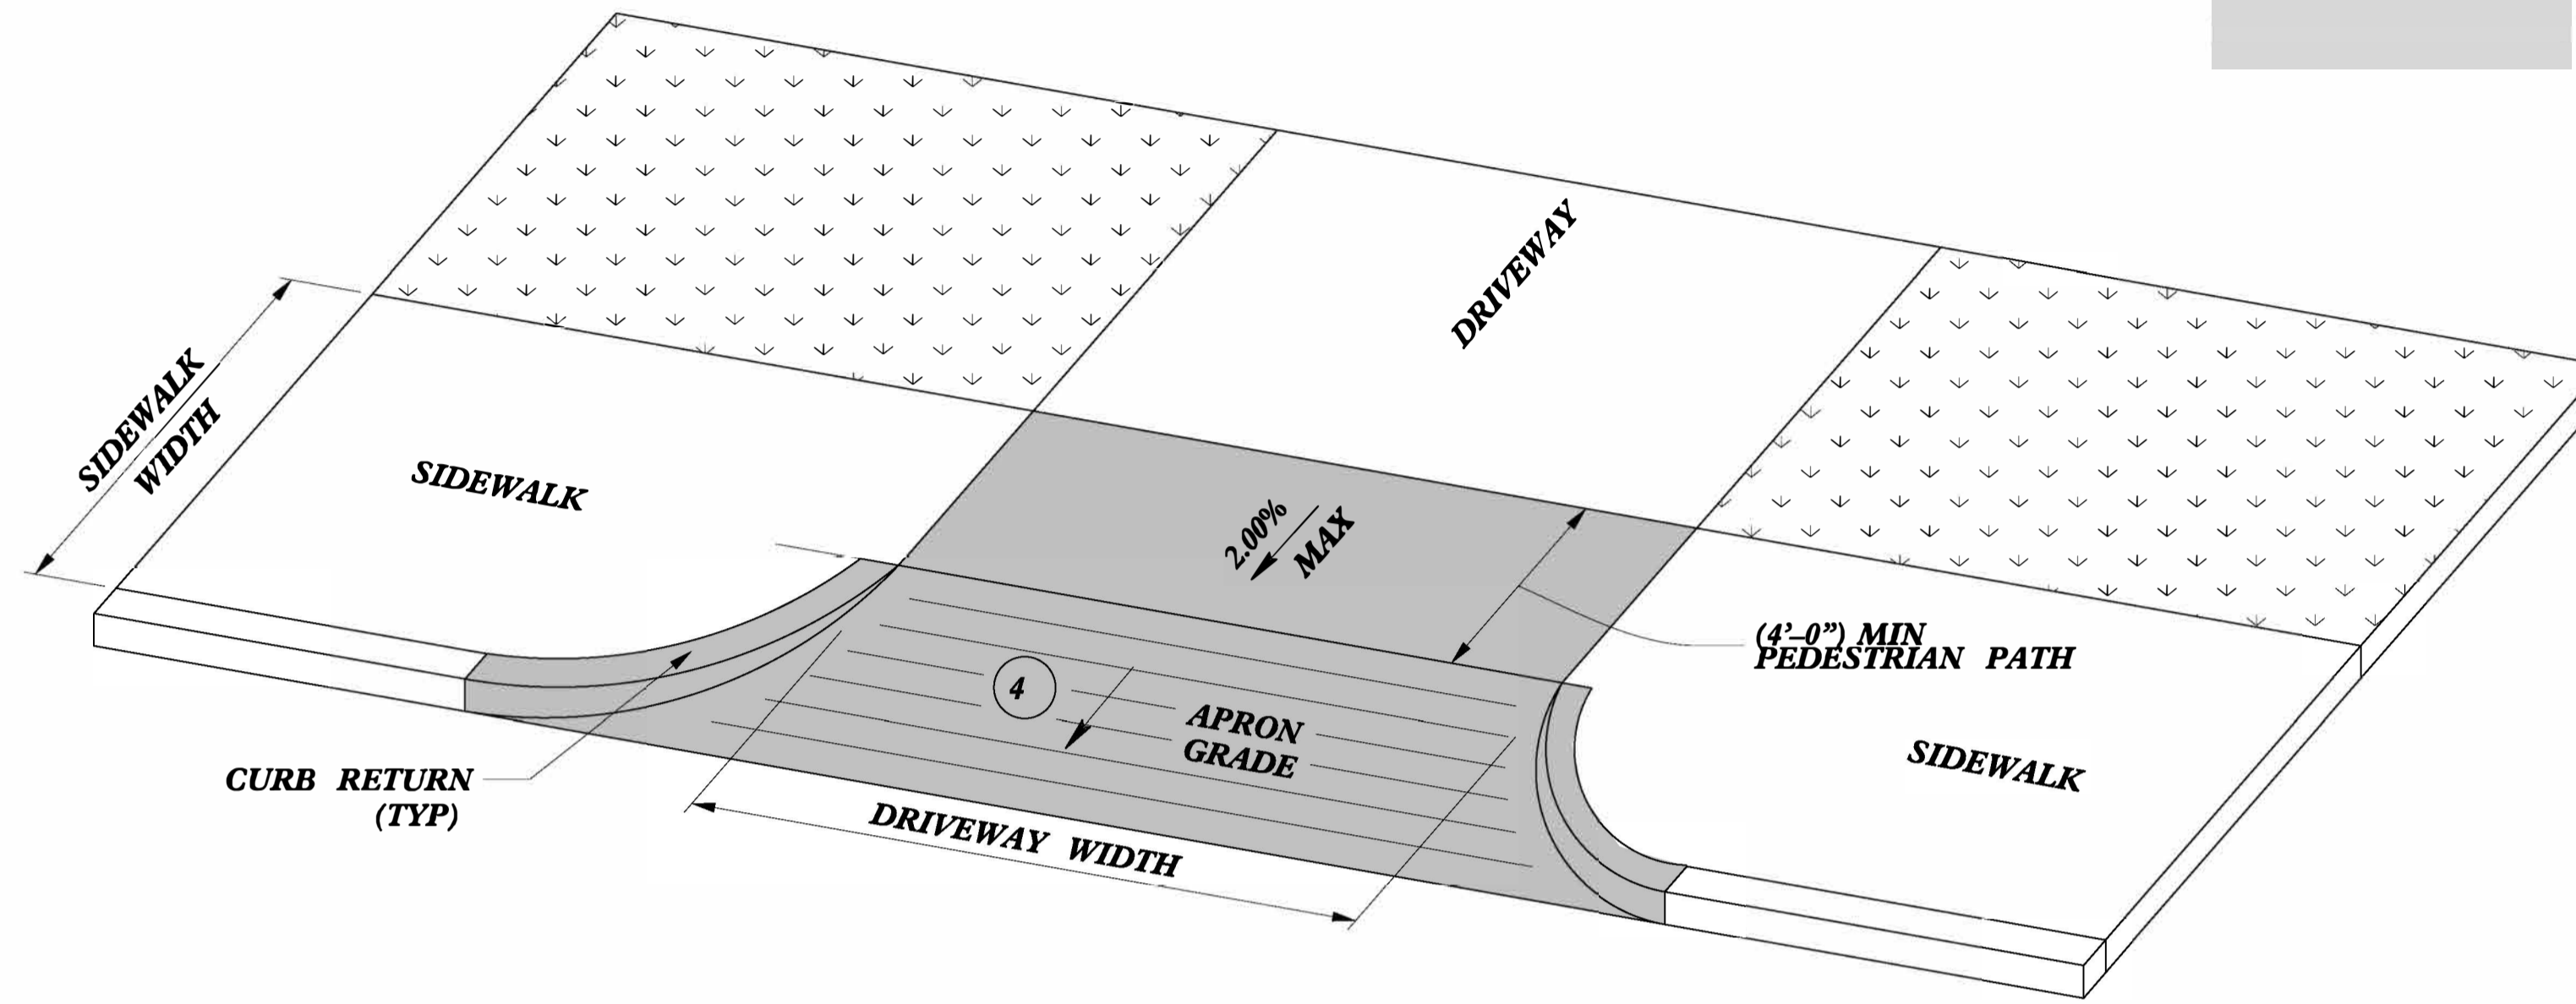 DRIVEWAY
SIDEWALK
WIDTH
SIDEWALK
2.00%
MAX
(4'–0") MIN
PEDESTRIAN PATH
4
APRON
GRADE
SIDEWALK
CURB RETURN
(TYP)
DRIVEWAY WIDTH